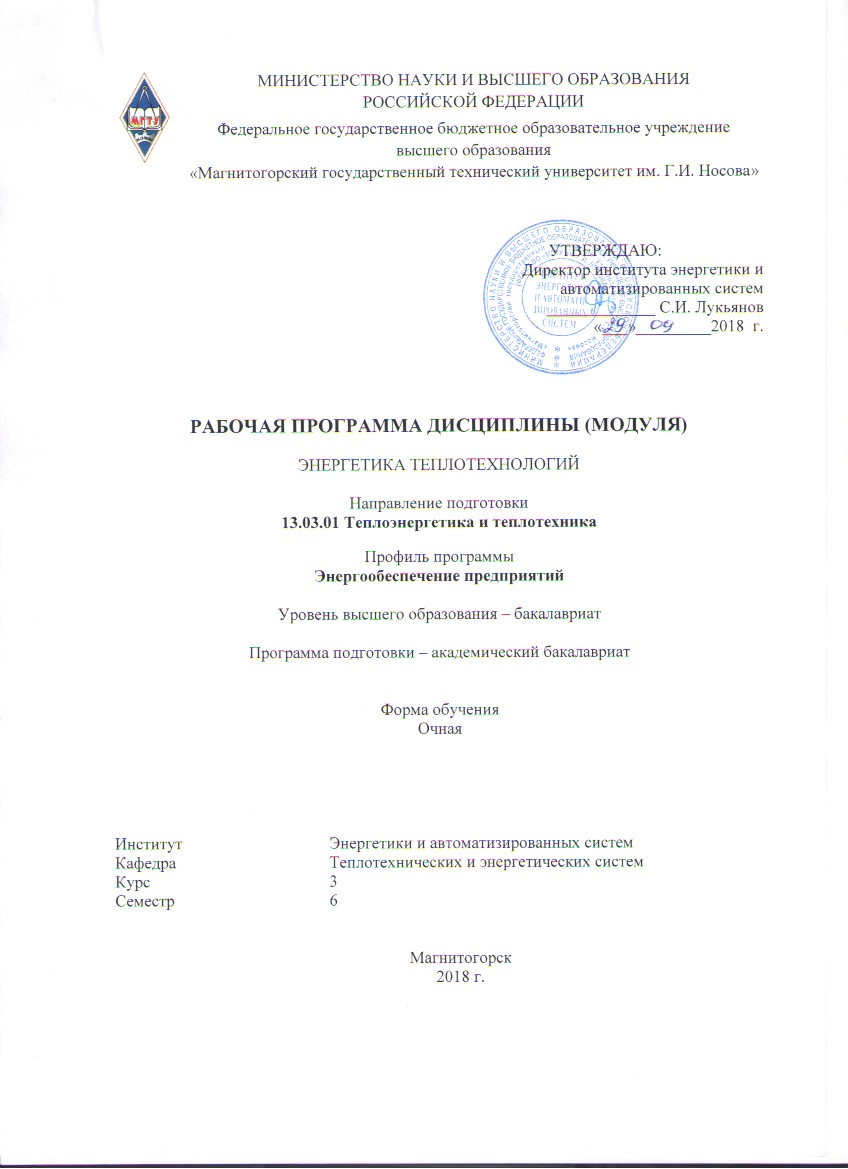 МГТУ
МИНИСТЕРСТВО НАУКИ И ВЫСШЕГО ОБРАЗОВАНИЯ
РОССИЙСКОЙ ФЕДЕРАЦИИ
Федеральное государственное бюджетное образовательное учреждение
высшего образования
«Магнитогорский государственный технический университет им. Г.И. Носова»
УТВЕРЖДАЮ:
Директор института энергетики и
автоматизированных систем
С.И. Лукьянов
«29» 09 2018 г.
РАБОЧАЯ ПРОГРАММА ДИСЦИПЛИНЫ (МОДУЛЯ)
ЭНЕРГЕТИКА ТЕПЛОТЕХНОЛОГИЙ
Направление подготовки
13.03.01 Теплоэнергетика и теплотехника
Профиль программы
Энергообеспечение предприятий
Уровень высшего образования – бакалавриат
Программа подготовки – академический бакалавриат
Форма обучения
Очная
Институт Энергетики и автоматизированных систем
Кафедра Теплотехнических и энергетических систем
Курс 3
Семестр 6
Магнитогорск
2018 г.